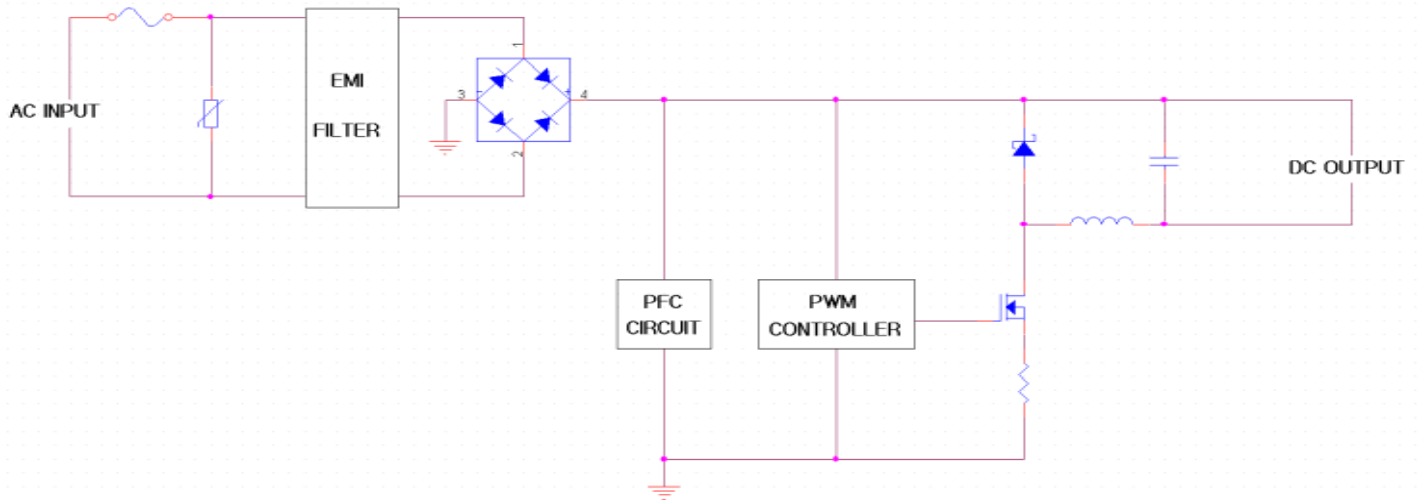 AC INPUT
EMI
FILTER
1
2
3
-
+
4
PFC
CIRCUIT
PWM
CONTROLLER
DC OUTPUT